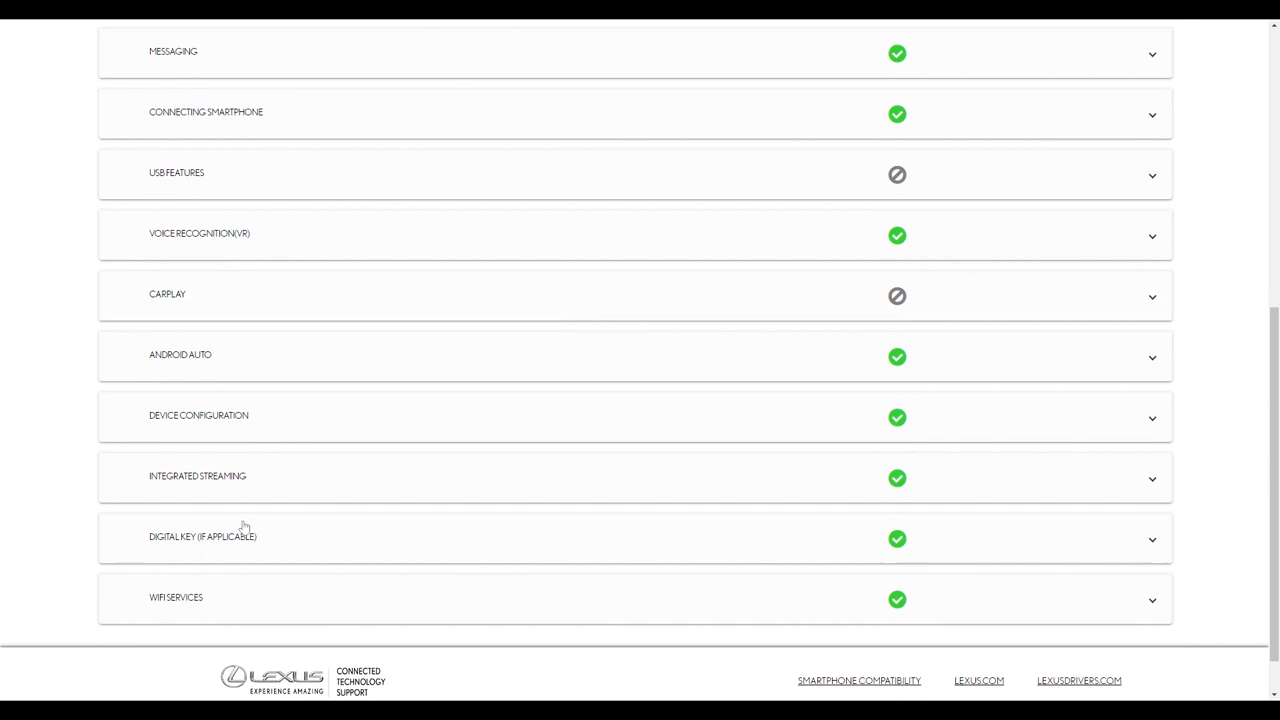 MESSAGING
CONNECTING SMARTPHONE
USB FEATURES
VOICE RECOGNITION(VR)
CARPLAY
ANDROID AUTO
DEVICE CONFIGURATION
INTEGRATED STREAMING
DIGITAL KEY (IF APPLICABLE)
WIFI SERVICES
LEXUS
EXPERIENCE AMAZING
CONNECTED
TECHNOLOGY
SUPPORT
SMARTPHONE COMPATIBILITY
LEXUS.COM
LEXUSDRIVERS.COM